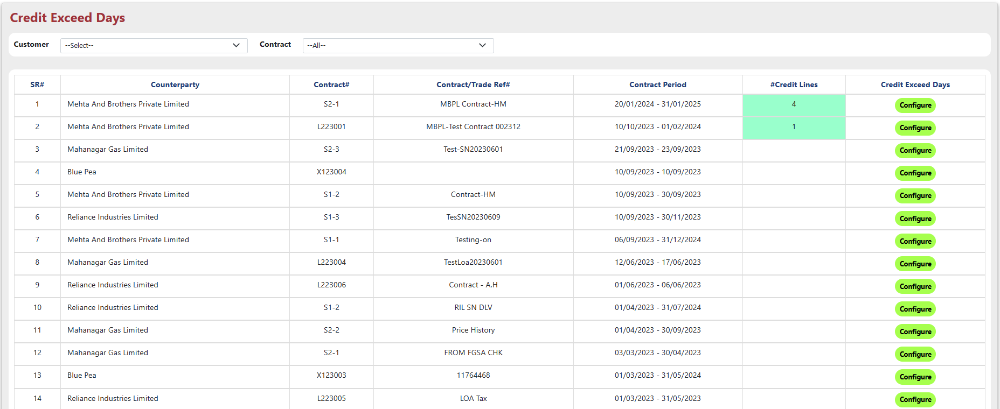 Credit Exceed Days
Customer --Select-- Contract --All--
SR# Counterparty Contract# Contract/Trade Ref# Contract Period #Credit Lines Credit Exceed Days
1 Mehta And Brothers Private Limited S2-1 MBPL Contract-HM 20/01/2024 - 31/01/2025 4 Configure
2 Mehta And Brothers Private Limited L223001 MBPL-Test Contract 002312 10/10/2023 - 01/02/2024 1 Configure
3 Mahanagar Gas Limited S2-3 Test-SN20230601 21/09/2023 - 23/09/2023 Configure
4 Blue Pea X123004 10/09/2023 - 10/09/2023 Configure
5 Mehta And Brothers Private Limited S1-2 Contract-HM 10/09/2023 - 30/09/2023 Configure
6 Reliance Industries Limited S1-3 TesSN20230609 10/09/2023 - 30/11/2023 Configure
7 Mehta And Brothers Private Limited S1-1 Testing-on 06/09/2023 - 31/12/2024 Configure
8 Mahanagar Gas Limited L223004 TestLoa20230601 12/06/2023 - 17/06/2023 Configure
9 Reliance Industries Limited L223006 Contract - A.H 01/06/2023 - 06/06/2023 Configure
10 Reliance Industries Limited S1-2 RIL SN DLV 01/04/2023 - 31/07/2024 Configure
11 Mahanagar Gas Limited S2-2 Price History 01/04/2023 - 30/09/2023 Configure
12 Mahanagar Gas Limited S2-1 FROM FGSA CHK 03/03/2023 - 30/04/2023 Configure
13 Blue Pea X123003 11764468 01/03/2023 - 31/05/2024 Configure
14 Reliance Industries Limited L223005 LOA Tax 01/03/2023 - 31/05/2023 Configure